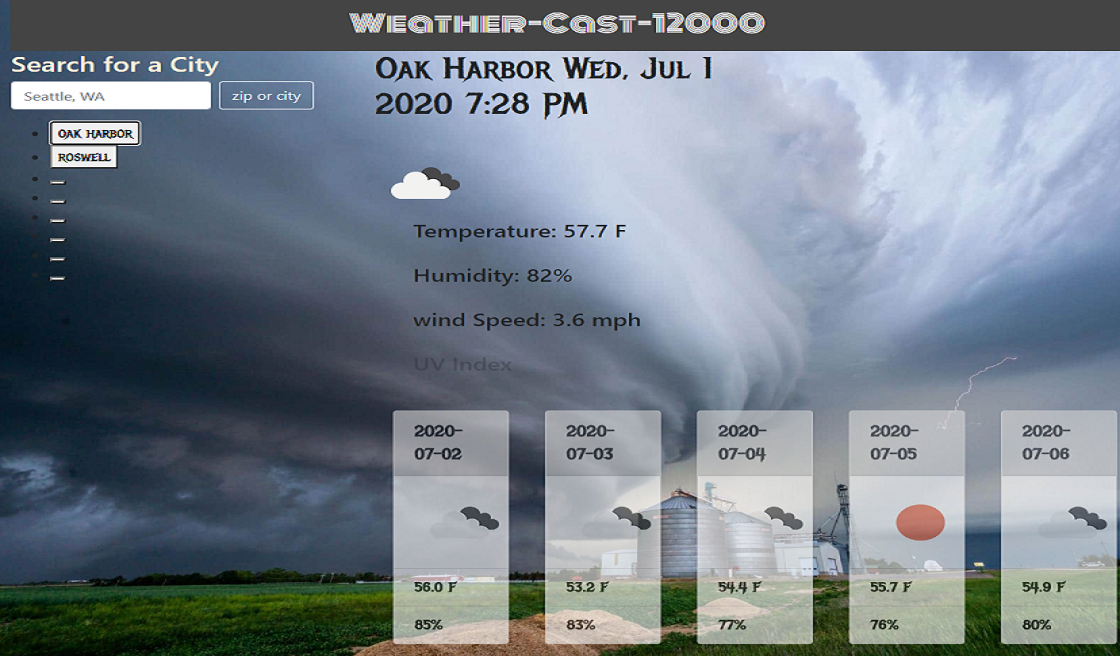 Weather-Cast-12000
Search for a City
Seattle, WA
zip or city
OAK HARBOR
ROSWELL
Oak Harbor Wed, Jul 1
2020 7:28 PM
Temperature: 57.7 F
Humidity: 82%
wind Speed: 3.6 mph
UV Index
2020-
07-02
56.0 F
85%
2020-
07-03
53.2 F
83%
2020-
07-04
54.4 F
77%
2020-
07-05
55.7 F
76%
2020-
07-06
54.9 F
80%